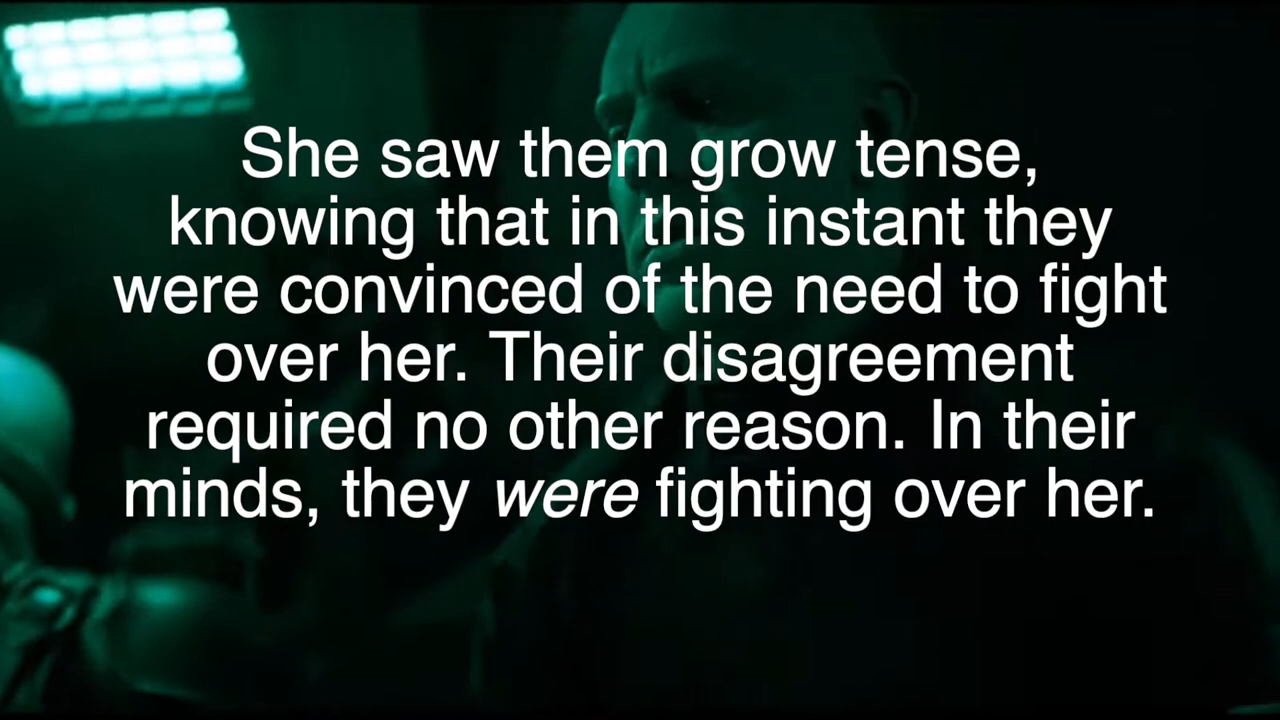 She saw them grow tense,
knowing that in this instant they
were convinced of the need to fight
over her. Their disagreement
required no other reason. In their
minds, they were fighting over her.